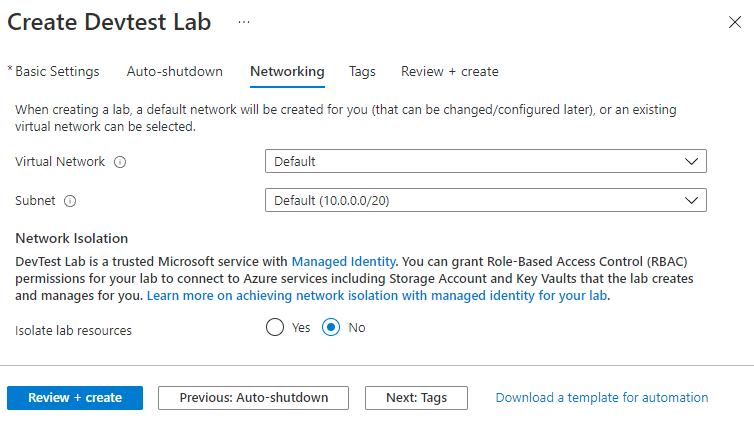 Create Devtest Lab ...
* Basic Settings Auto-shutdown Networking Tags Review + create
When creating a lab, a default network will be created for you (that can be changed/configured later), or an existing
virtual network can be selected.
Virtual Network Default
Subnet Default (10.0.0.0/20)
Network Isolation
DevTest Lab is a trusted Microsoft service with Managed Identity. You can grant Role-Based Access Control (RBAC)
permissions for your lab to connect to Azure services including Storage Account and Key Vaults that the lab creates
and manages for you. Learn more on achieving network isolation with managed identity for your lab.
Isolate lab resources Yes No
Review + create Previous: Auto-shutdown Next: Tags Download a template for automation